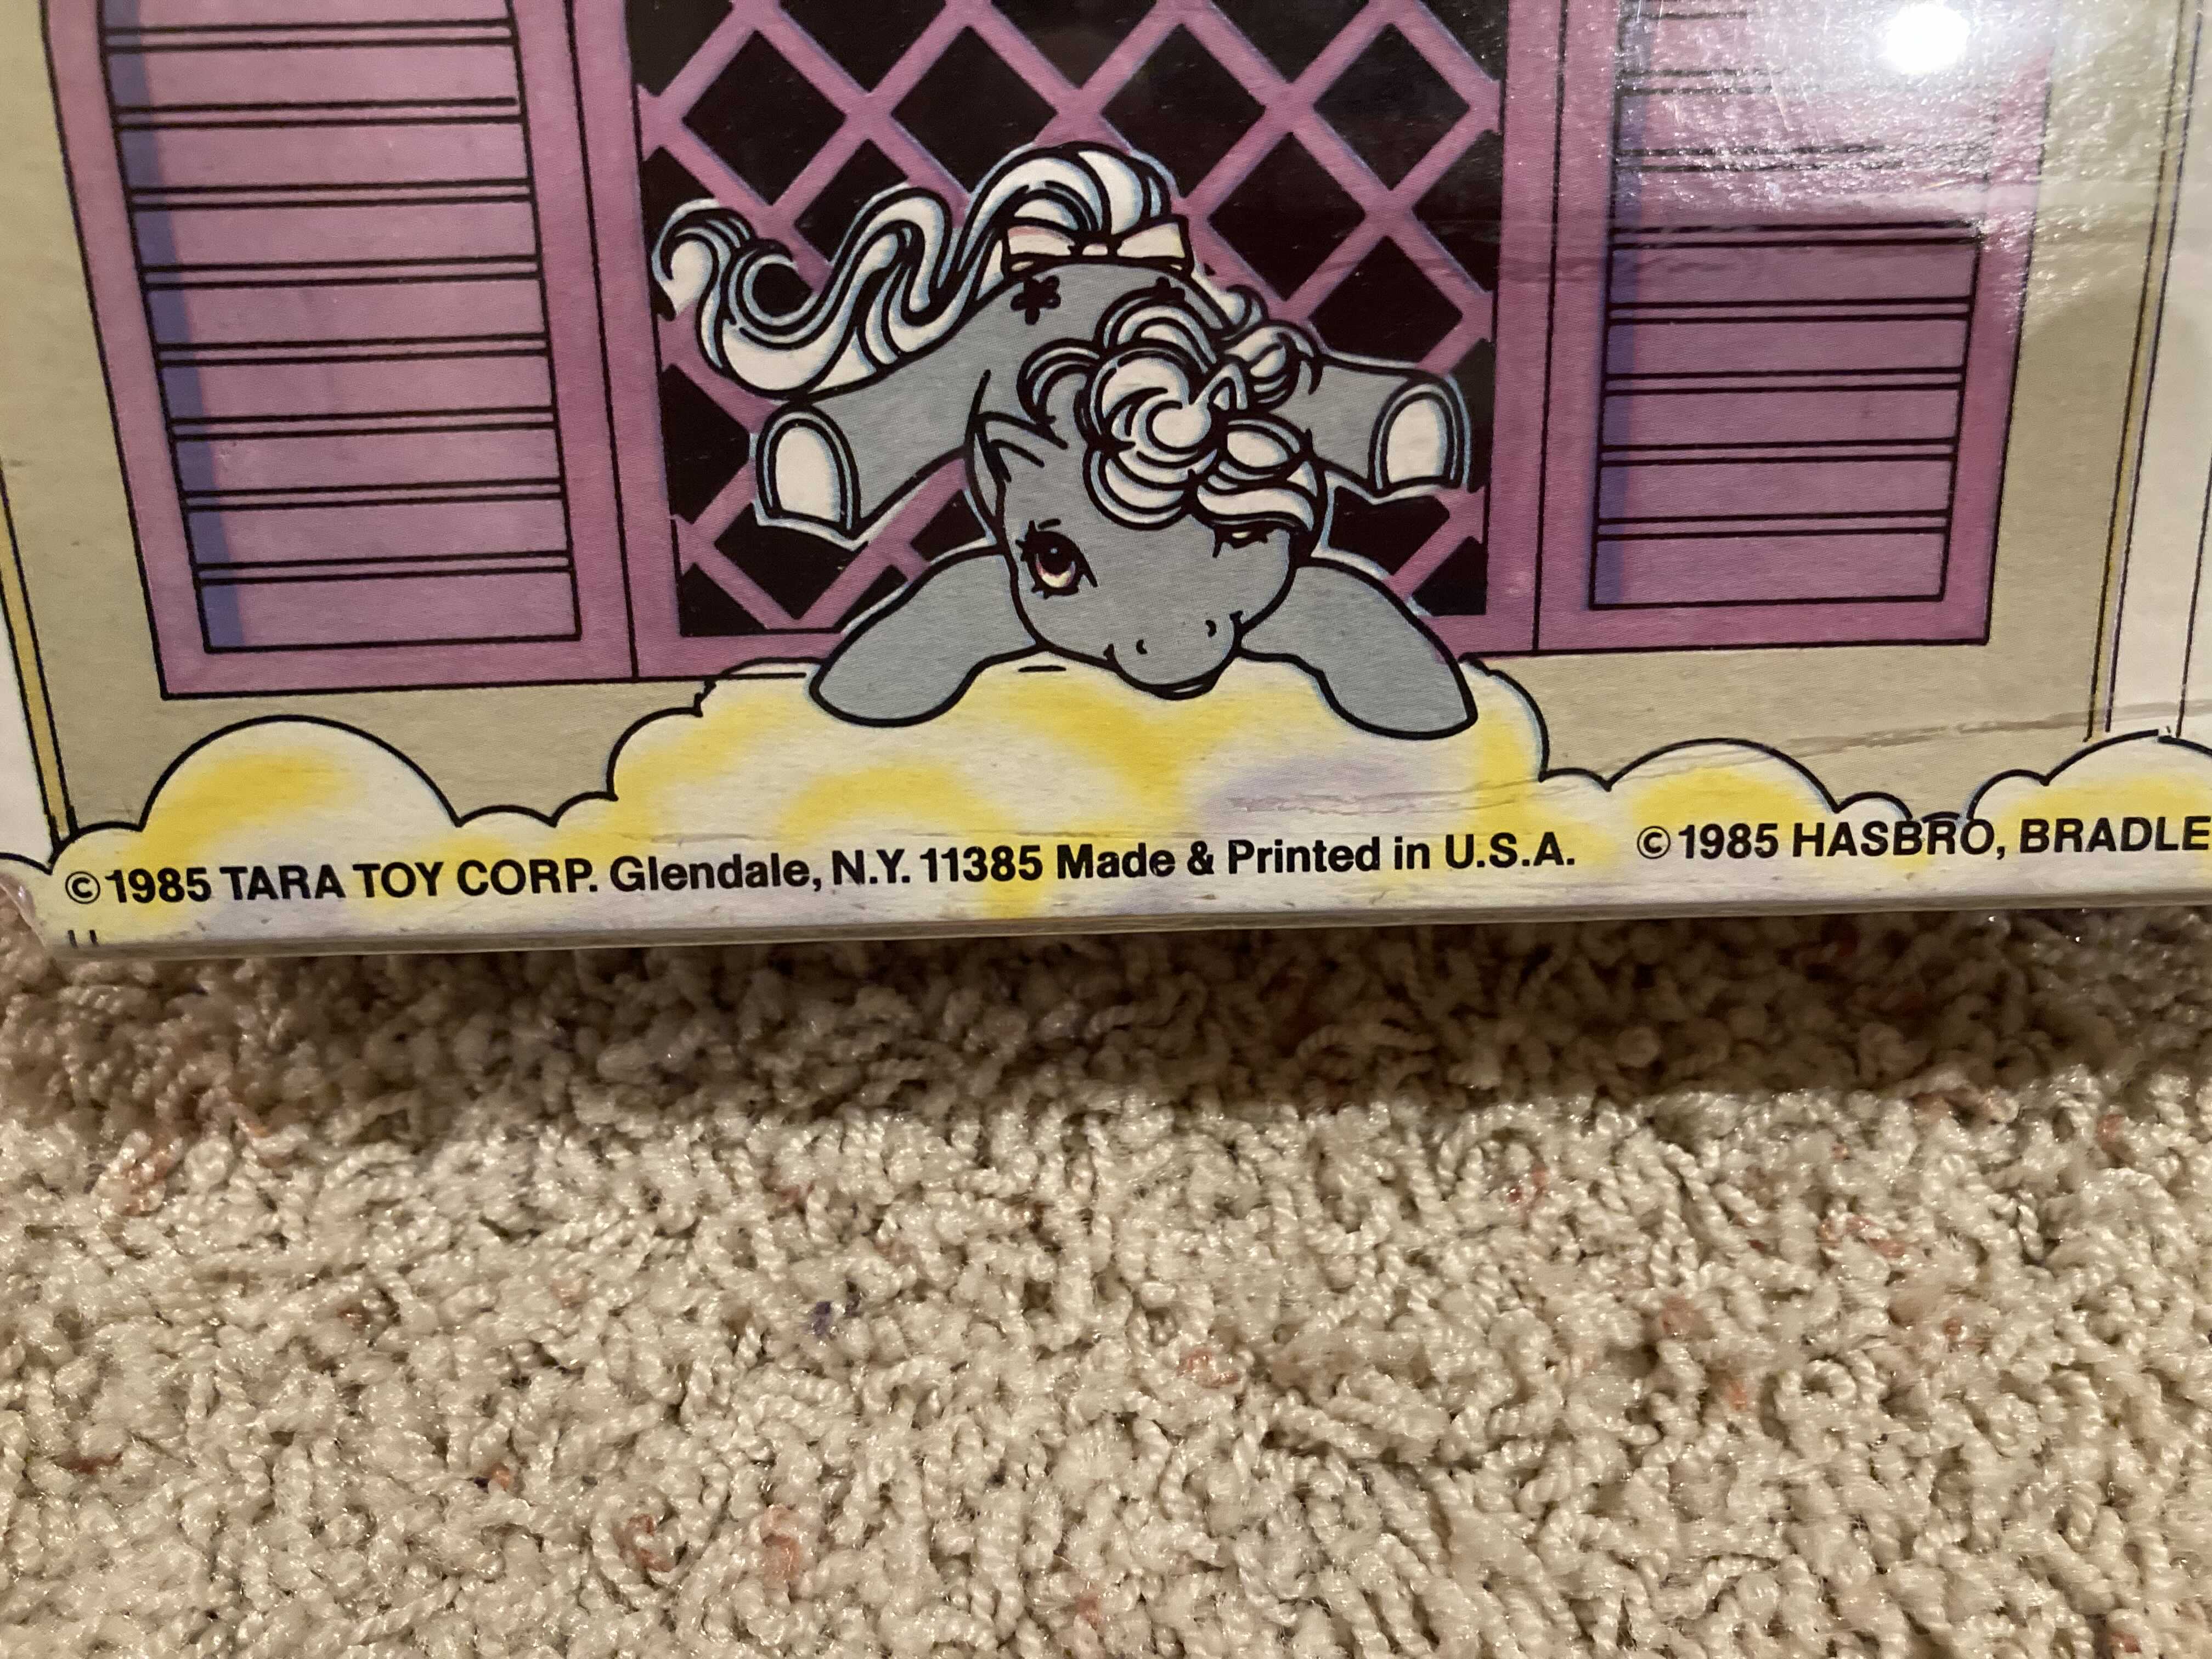 ©1985 TARA TOY CORP. Glendale, N.Y. 11385 Made & Printed in U.S.A. ©1985 HASBRO, BRADLE